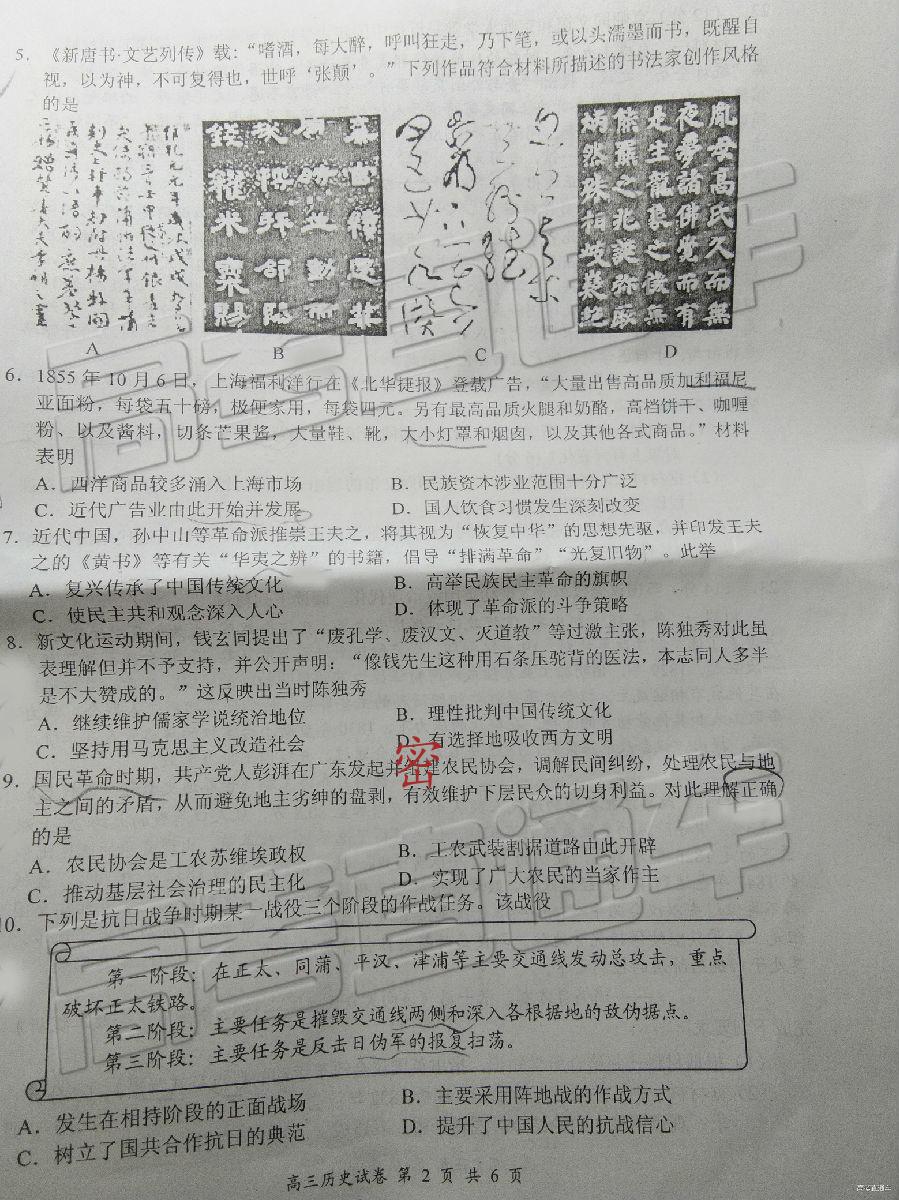 5. 《新唐书·文艺列传》载：“嗜酒，每大醉，呼叫狂走，乃下笔，或以头濡墨而书，既醒自
视，以为神，不可复得也，世呼‘张颠’。”下列作品符合材料所描述的书法家创作风格
的是
A B C D
6. 1855 年 10 月 6 日，上海福利洋行在《北华捷报》登载广告，“大量出售高品质加利福尼
亚面粉，每袋五十磅，极便家用，每袋四元。另有最高品质火腿和奶酪，高档饼干、咖喱
粉、以及酱料，切条芒果酱，大量鞋、靴，大小灯罩和烟囱，以及其他各式商品。”材料
表明
A．西洋商品较多涌入上海市场 B．民族资本涉业范围十分广泛
C．近代广告业由此开始并发展 D．国人饮食习惯发生深刻改变
7. 近代中国，孙中山等革命派推崇王夫之，将其视为“恢复中华”的思想先驱，并印发王夫
之的《黄书》等有关“华夷之辨”的书籍，倡导“排满革命”“光复旧物”。此举
A．复兴传承了中国传统文化 B．高举民族民主革命的旗帜
C．使民主共和观念深入人心 D．体现了革命派的斗争策略
8. 新文化运动期间，钱玄同提出了“废孔学、废汉文、灭道教”等过激主张，陈独秀对此虽
表理解但并不予支持，并公开声明：“像钱先生这种用石条压驼背的医法，本志同人多半
是不大赞成的。”这反映出当时陈独秀
A．继续维护儒家学说统治地位 B．理性批判中国传统文化
C．坚持用马克思主义改造社会 D．有选择地吸收西方文明
密
9. 国民革命时期，共产党人彭湃在广东发起并组建农民协会，调解民间纠纷，处理农民与地
主之间的矛盾，从而避免地主劣绅的盘剥，有效维护下层民众的切身利益。对此理解正确
的是
A．农民协会是工农苏维埃政权 B．工农武装割据道路由此开辟
C．推动基层社会治理的民主化 D．实现了广大农民的当家作主
10. 下列是抗日战争时期某一战役三个阶段的作战任务。该战役
第一阶段：在正太、同蒲、平汉、津浦等主要交通线发动总攻击，重点
破坏正太铁路。
第二阶段：主要任务是摧毁交通线两侧和深入各根据地的敌伪据点。
第三阶段：主要任务是反击日伪军的报复扫荡。
A．发生在相持阶段的正面战场 B．主要采用阵地战的作战方式
C．树立了国共合作抗日的典范 D．提升了中国人民的抗战信心
高三历史试卷 第 2 页 共 6 页
高考直通车